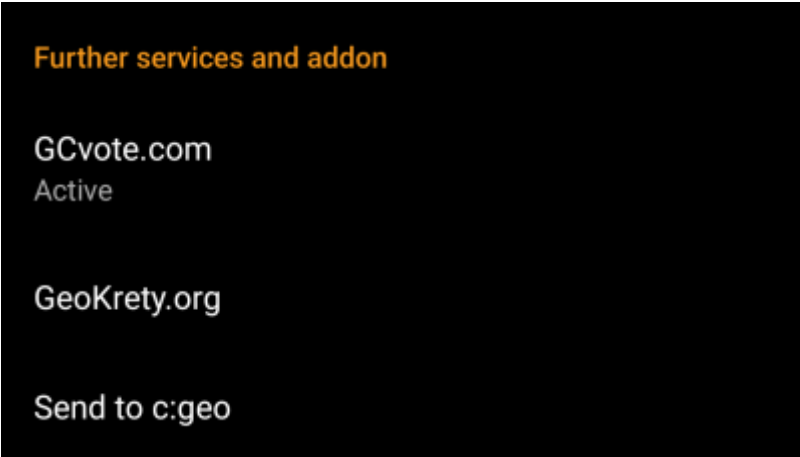 Further services and addon
GCvote.com
Active
GeoKrety.org
Send to c:geo